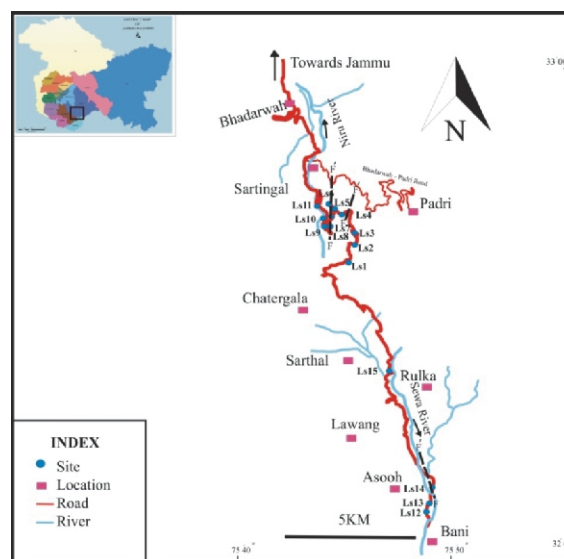 Towards Jammu
33 00
Bhadarwah
Niru River
N
Bhadarwah - Padri Road
Sartingal
F
F
Ls6
Ls5
Ls11
Ls4
Padri
Ls10
Ls7
Ls9
Ls8
Ls3
F
Ls2
Ls1
Chatergala
Sarthal
Ls15
Rulka
Sewa River
Lawang
INDEX
Site
Location
Road
River
Asooh
Ls14
F
Ls13
Ls12
5KM
Bani
75 40
75 50